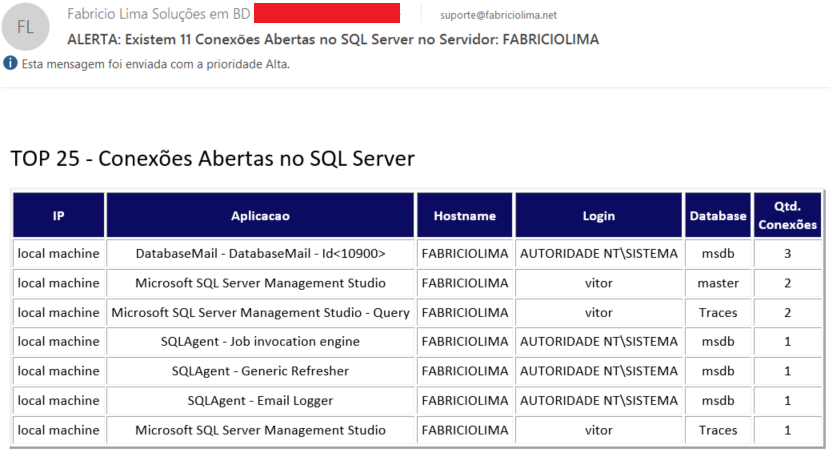 FL
Fabricio Lima Soluções em BD
suporte@fabriciolima.net
ALERTA: Existem 11 Conexões Abertas no SQL Server no Servidor: FABRICIOLIMA
i Esta mensagem foi enviada com a prioridade Alta.
TOP 25 - Conexões Abertas no SQL Server
IP Aplicacao Hostname Login Database Qtd. Conexões
local machine DatabaseMail - DatabaseMail - Id<10900> FABRICIOLIMA AUTORIDADE NT\SISTEMA msdb 3
local machine Microsoft SQL Server Management Studio FABRICIOLIMA vitor master 2
local machine Microsoft SQL Server Management Studio - Query FABRICIOLIMA vitor Traces 2
local machine SQLAgent - Job invocation engine FABRICIOLIMA AUTORIDADE NT\SISTEMA msdb 1
local machine SQLAgent - Generic Refresher FABRICIOLIMA AUTORIDADE NT\SISTEMA msdb 1
local machine SQLAgent - Email Logger FABRICIOLIMA AUTORIDADE NT\SISTEMA msdb 1
local machine Microsoft SQL Server Management Studio FABRICIOLIMA vitor Traces 1